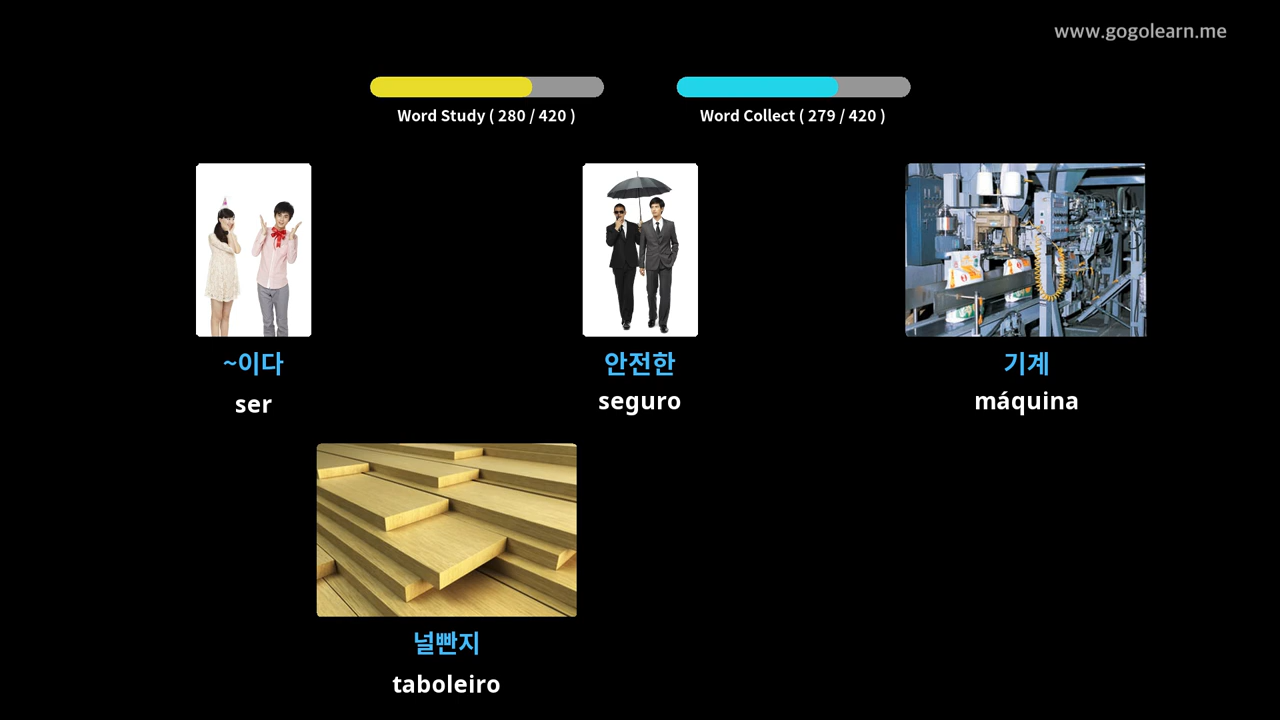 www.gogolearn.me
Word Study ( 280 / 420 )
Word Collect ( 279 / 420 )
~이다
ser
안전한
seguro
기계
máquina
널빤지
taboleiro